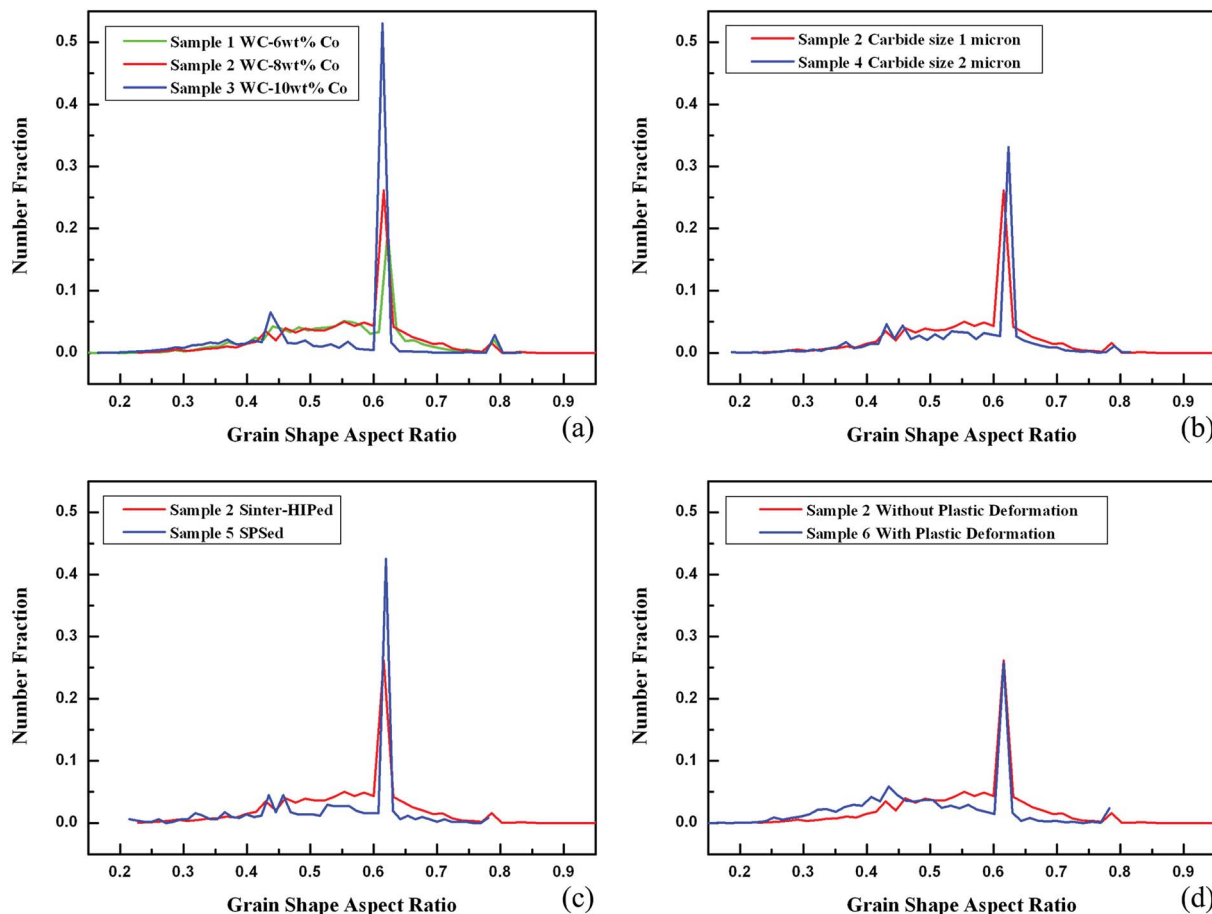 Sample 1 WC-6wt% Co
Sample 2 WC-8wt% Co
Sample 3 WC-10wt% Co
0.5
0.4
0.3
0.2
0.1
0.0
Number Fraction
0.2 0.3 0.4 0.5 0.6 0.7 0.8 0.9
Grain Shape Aspect Ratio
(a)
Sample 2 Carbide size 1 micron
Sample 4 Carbide size 2 micron
0.5
0.4
0.3
0.2
0.1
0.0
Number Fraction
0.2 0.3 0.4 0.5 0.6 0.7 0.8 0.9
Grain Shape Aspect Ratio
(b)
Sample 2 Sinter-HIPed
Sample 5 SPSed
0.5
0.4
0.3
0.2
0.1
0.0
Number Fraction
0.2 0.3 0.4 0.5 0.6 0.7 0.8 0.9
Grain Shape Aspect Ratio
(c)
Sample 2 Without Plastic Deformation
Sample 6 With Plastic Deformation
0.5
0.4
0.3
0.2
0.1
0.0
Number Fraction
0.2 0.3 0.4 0.5 0.6 0.7 0.8 0.9
Grain Shape Aspect Ratio
(d)